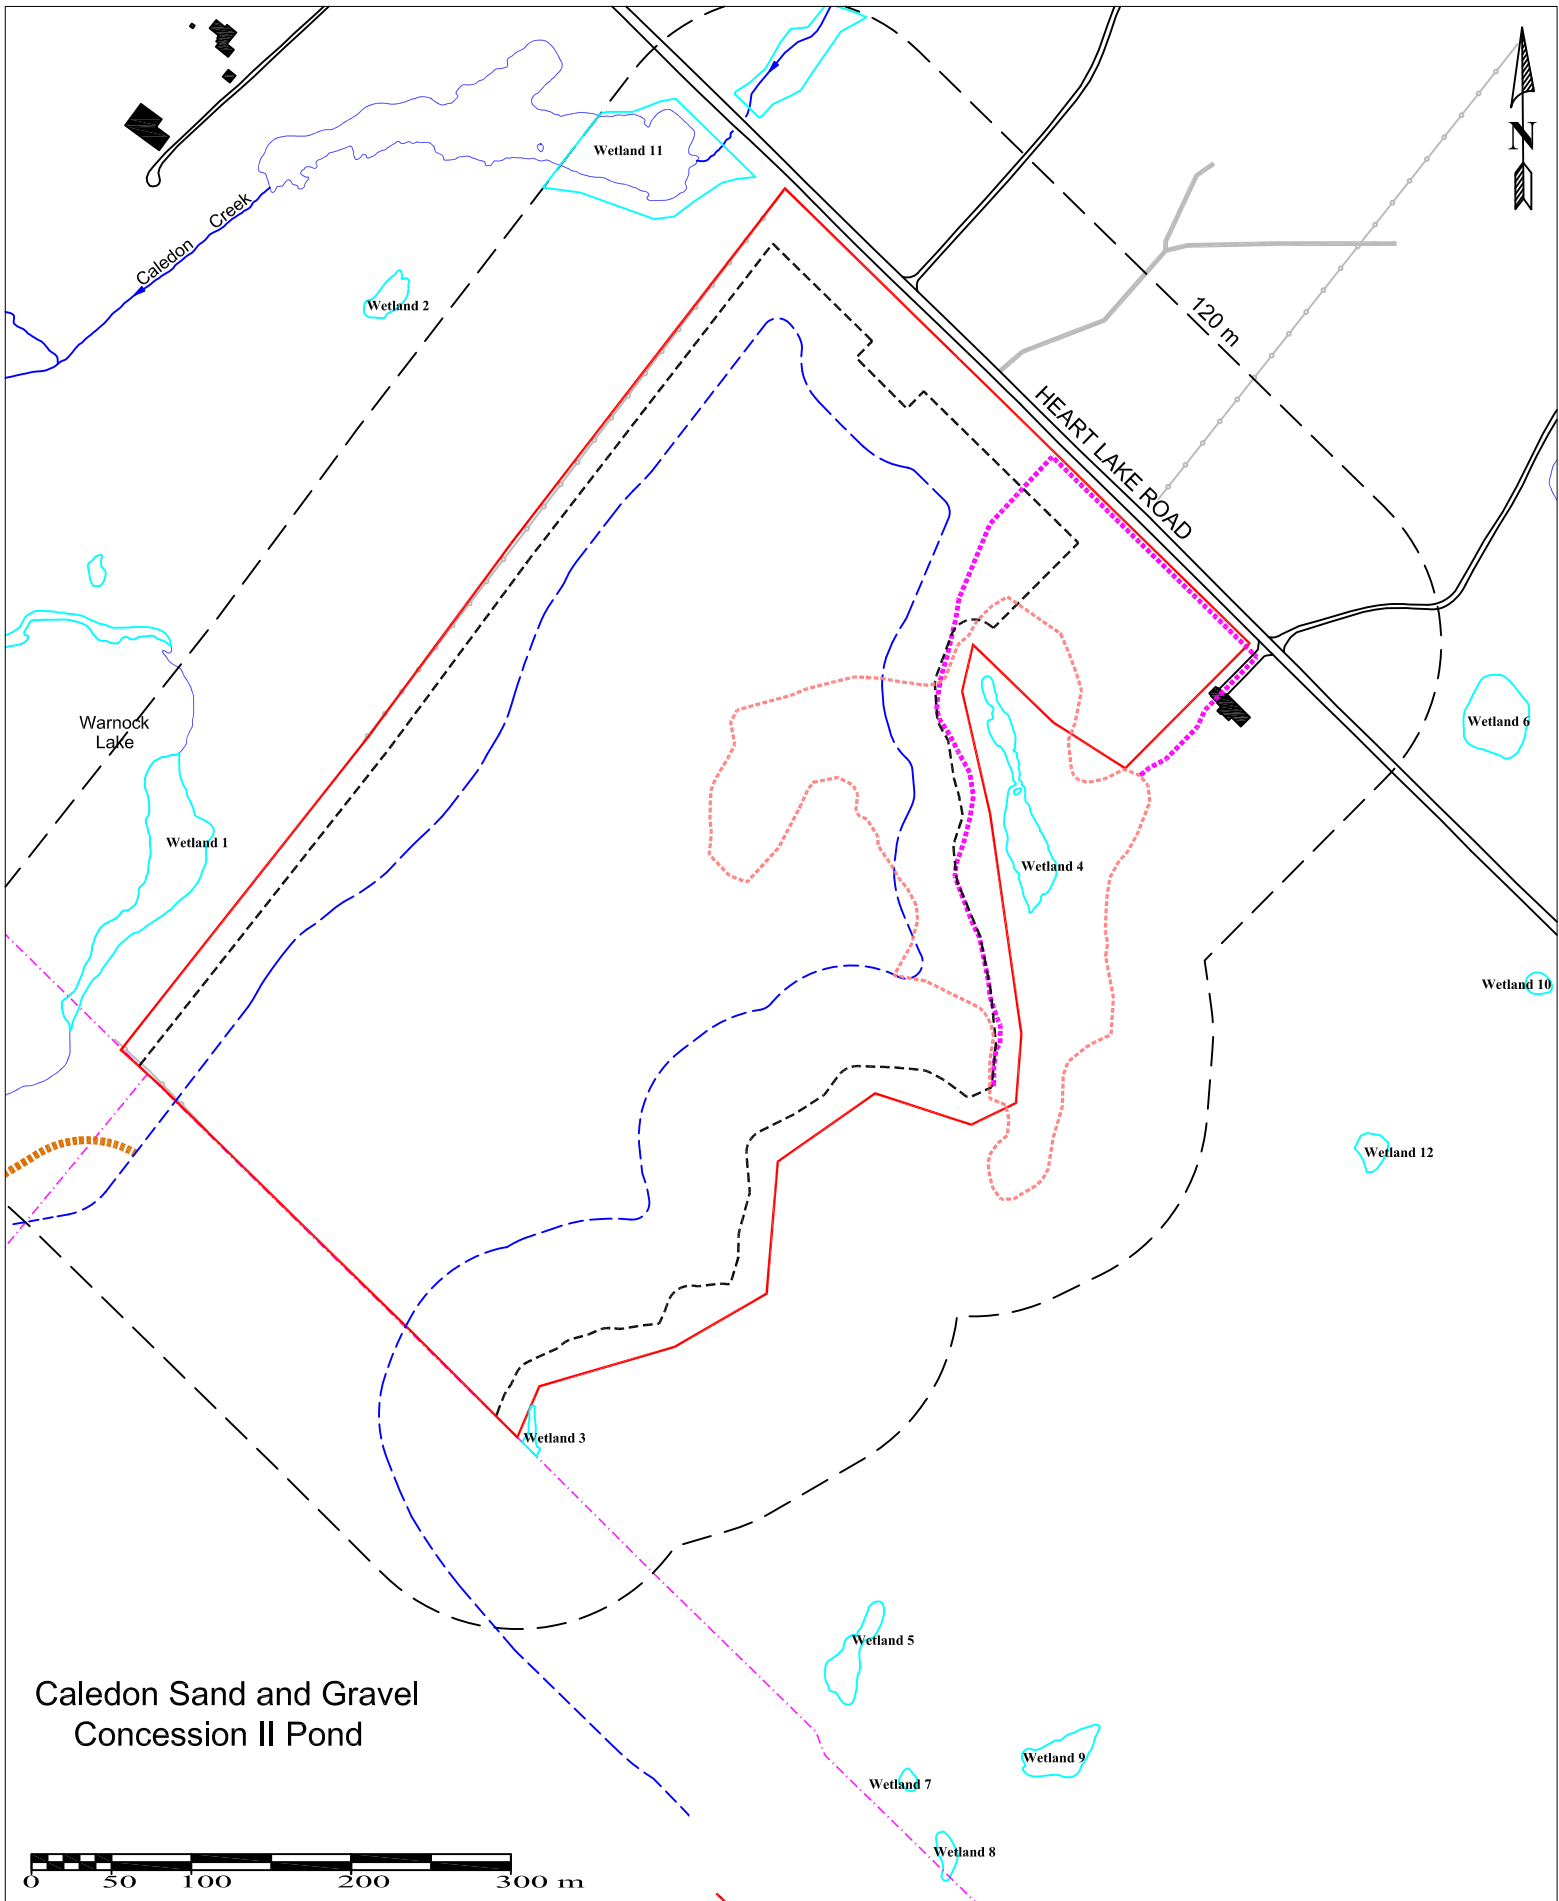 N
Wetland 11
Caledon Creek
Wetland 2
120 m
HEART LAKE ROAD
Warnock
Lake
Wetland 6
Wetland 1
Wetland 4
Wetland 10
Wetland 12
Wetland 3
Wetland 5
Caledon Sand and Gravel
Concession II Pond
Wetland 9
Wetland 7
Wetland 8
0 50 100 200 300 m